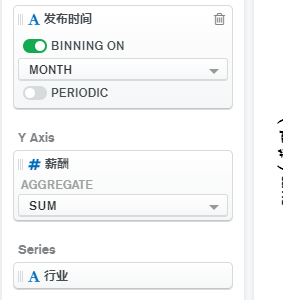 A 发布时间
BINNING ON
MONTH
PERIODIC
Y Axis
# 薪酬
AGGREGATE
SUM
Series
A 行业